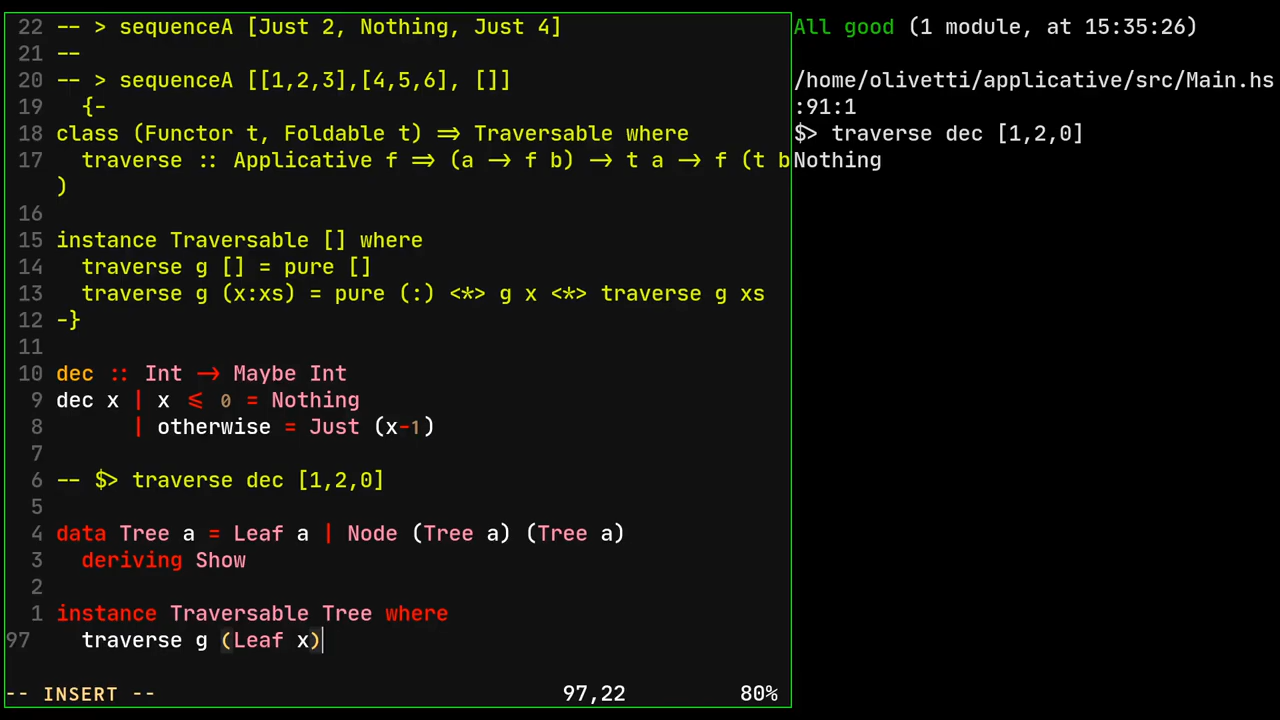 22 -- > sequenceA [Just 2, Nothing, Just 4]
21 --
20 -- > sequenceA [[1,2,3],[4,5,6], []]
19   {-
18 class (Functor t, Foldable t) ⇒ Traversable where
17   traverse :: Applicative f ⇒ (a → f b) → t a → f (t b
)
16
15 instance Traversable [] where
14   traverse g [] = pure []
13   traverse g (x:xs) = pure (:) <*> g x <*> traverse g xs
12 -}
11
10 dec :: Int → Maybe Int
9 dec x | x ≤ 0 = Nothing
8       | otherwise = Just (x-1)
7
6 -- $> traverse dec [1,2,0]
5
4 data Tree a = Leaf a | Node (Tree a) (Tree a)
3   deriving Show
2
1 instance Traversable Tree where
97   traverse g (Leaf x)
-- INSERT -- 97,22 80%
All good (1 module, at 15:35:26)
/home/olivetti/applicative/src/Main.hs
:91:1
$> traverse dec [1,2,0]
Nothing